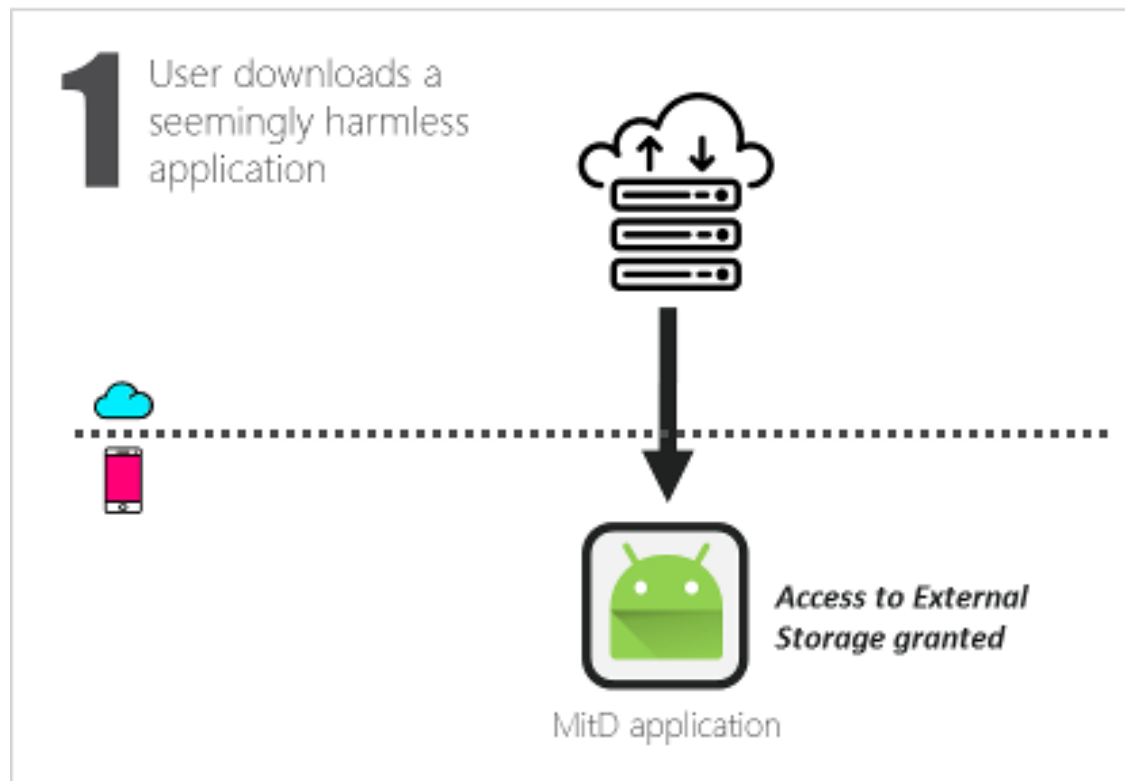 1
User downloads a
seemingly harmless
application
Access to External
Storage granted
MitD application